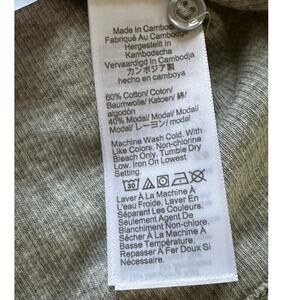 Made In Cambodia
Fabriqué Au Cambodge
Hergestellt In
Kambodscha
Vervaardigd In Cambodja
カンボジア製
hecho en camboya
60% Cotton/ Coton/
Baumwolle/ Katoen/ 綿/
algodón
40% Modal/ Modal/ Modal/
Modal/ レーヨン/ modal
Machine Wash Cold. With
Like Colors. Non-chlorine
Bleach Only. Tumble Dry
Low. Iron On Lowest
Setting.
30
Laver À La Machine À
L'eau Froide. Laver En
Séparant Les Couleurs.
Seulement Agent De
Blanchiment Non-chlorux.
Sécher À La Machine À
Basse Température.
Repasser À Fer Doux Si
Nécessaire.